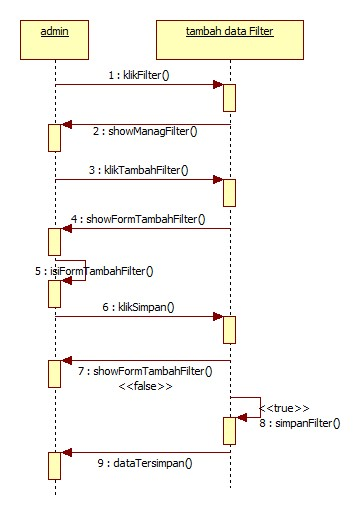 admin
tambah data Filter
1 : klikFilter()
2 : showManagFilter()
3 : klikTambahFilter()
4 : showFormTambahFilter()
5 : isiFormTambahFilter()
6 : klikSimpan()
7 : showFormTambahFilter()
<<false>>
<<true>>
8 : simpanFilter()
9 : dataTersimpan()